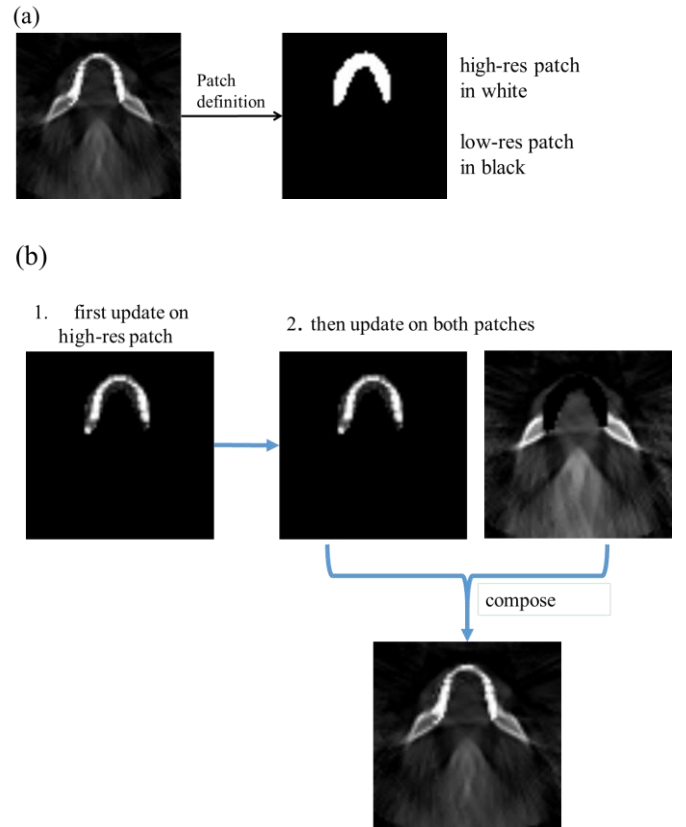 (a)
Patch
definition
high-res patch
in white
low-res patch
in black
(b)
1. first update on
high-res patch
2. then update on both patches
compose